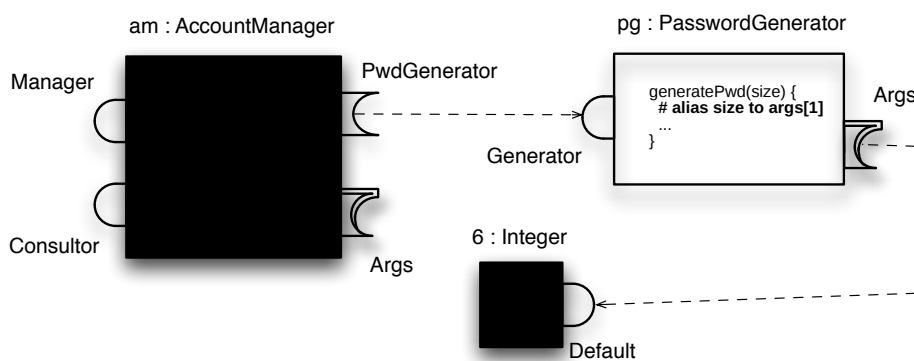 am : AccountManager
pg : PasswordGenerator
Manager
PwdGenerator
generatePwd(size) {
# alias size to args[1]
...
}
Args
Generator
Consultor
Args
6 : Integer
Default